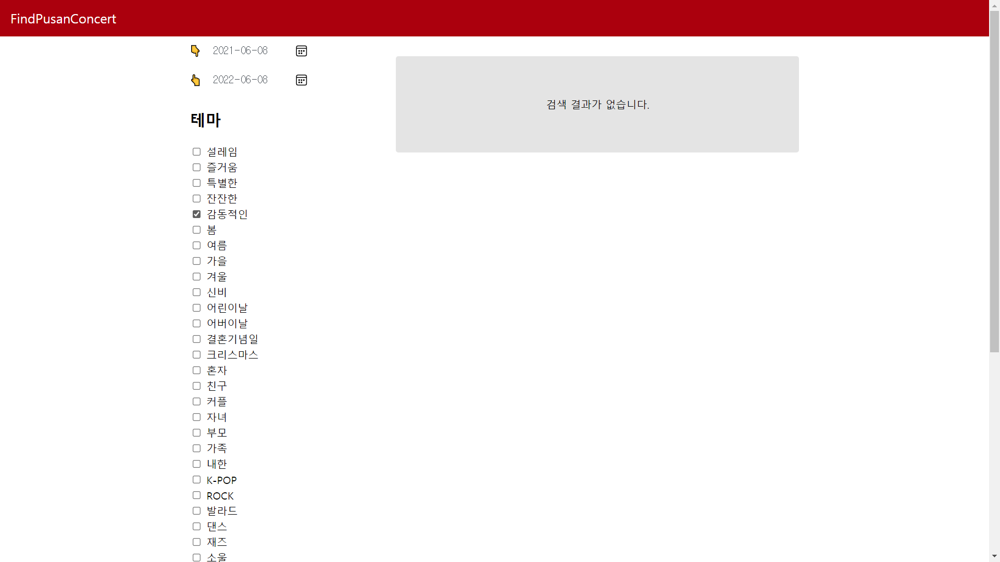 FindPusanConcert
2021-06-08
2022-06-08
테마
설레임
즐거움
특별한
잔잔한
감동적인
봄
여름
가을
겨울
신비
어린이날
어버이날
결혼기념일
크리스마스
혼자
친구
커플
자녀
부모
가족
내한
K-POP
ROCK
발라드
댄스
재즈
소울
검색 결과가 없습니다.